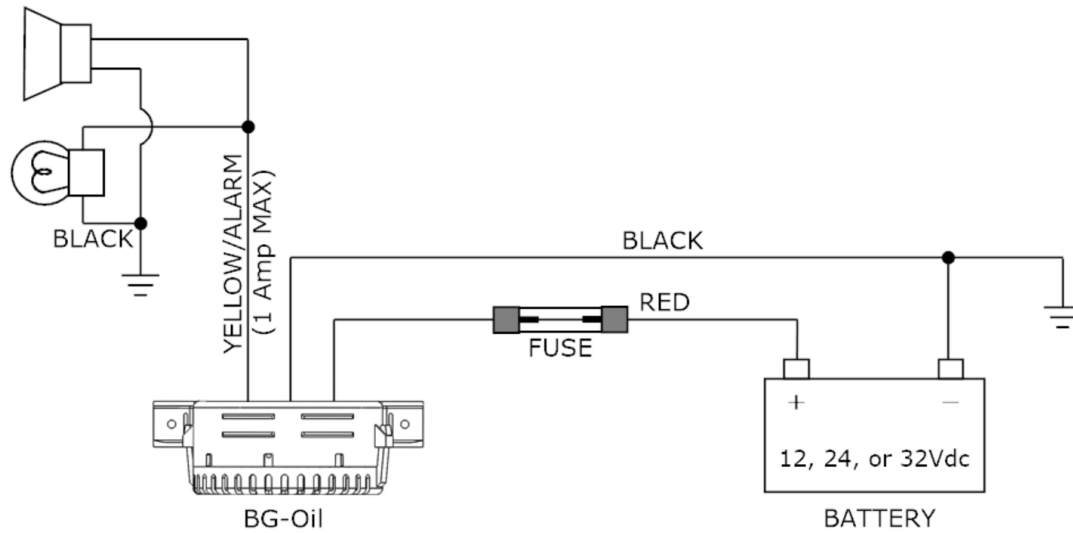 BLACK
YELLOW/ALARM
(1 Amp MAX)
BLACK
RED
FUSE
+ −
12, 24, or 32Vdc
BG-Oil
BATTERY